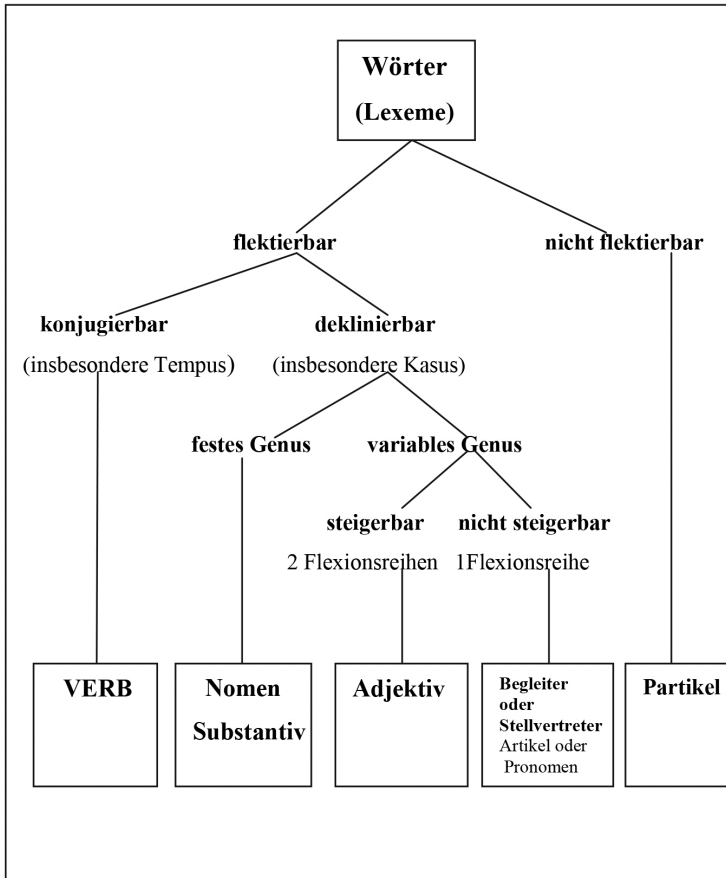 Wörter
(Lexeme)
flektierbar
nicht flektierbar
konjugierbar
deklinierbar
(insbesondere Tempus)
(insbesondere Kasus)
festes Genus
variables Genus
steigerbar
nicht steigerbar
2 Flexionsreihen
1Flexionsreihe
VERB
Nomen
Substantiv
Adjektiv
Begleiter
oder
Stellvertreter
Artikel oder
Pronomen
Partikel